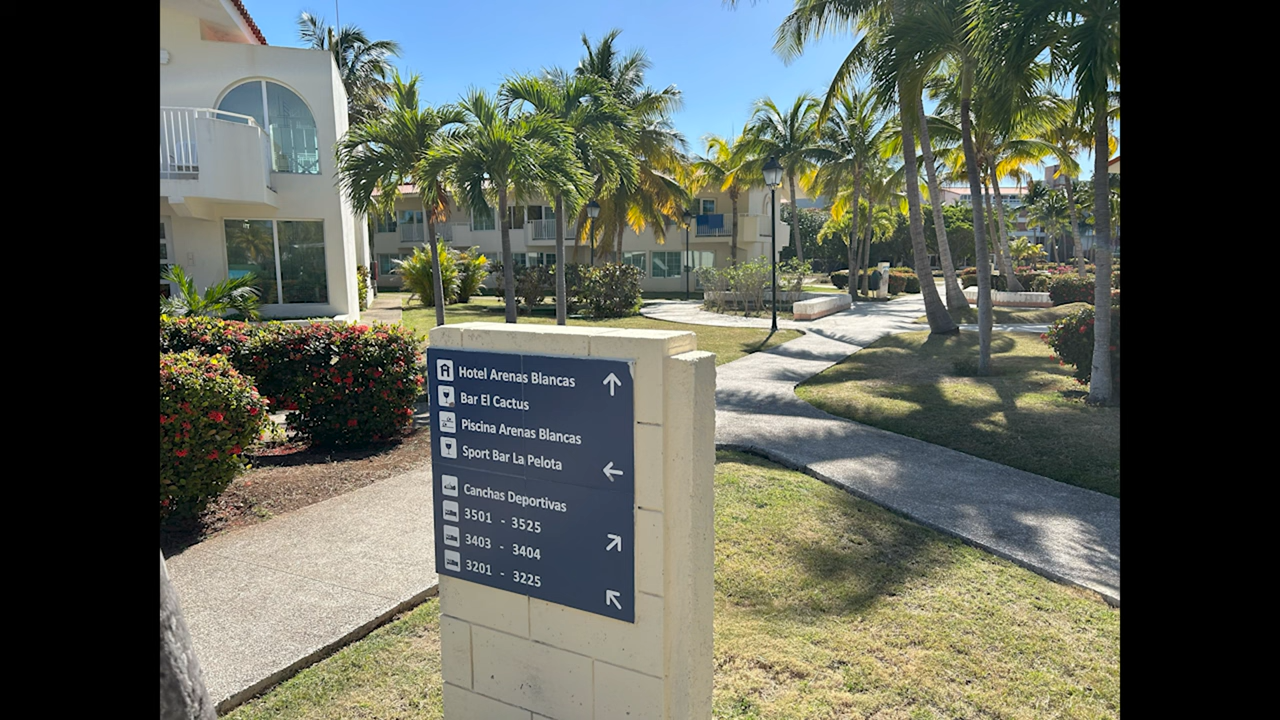 Hotel Arenas Blancas
Bar El Cactus
Piscina Arenas Blancas
Sport Bar La Pelota
Canchas Deportivas
3501 - 3525
3403 - 3404
3201 - 3225